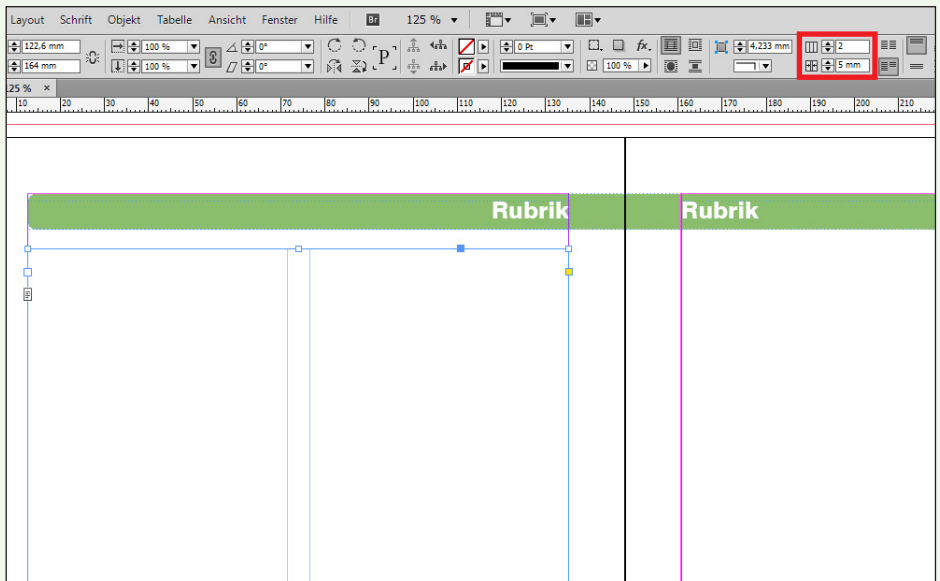 Layout Schrift Objekt Tabelle Ansicht Fenster Hilfe Br 125 %
122,6 mm 100 % 0° P 0 Pt fx. 4,233 mm 2
164 mm 100 % 0° 100 % 5 mm
25 % ×
10 20 30 40 50 60 70 80 90 100 110 120 130 140 150 160 170 180 190 200 210
Rubrik Rubrik